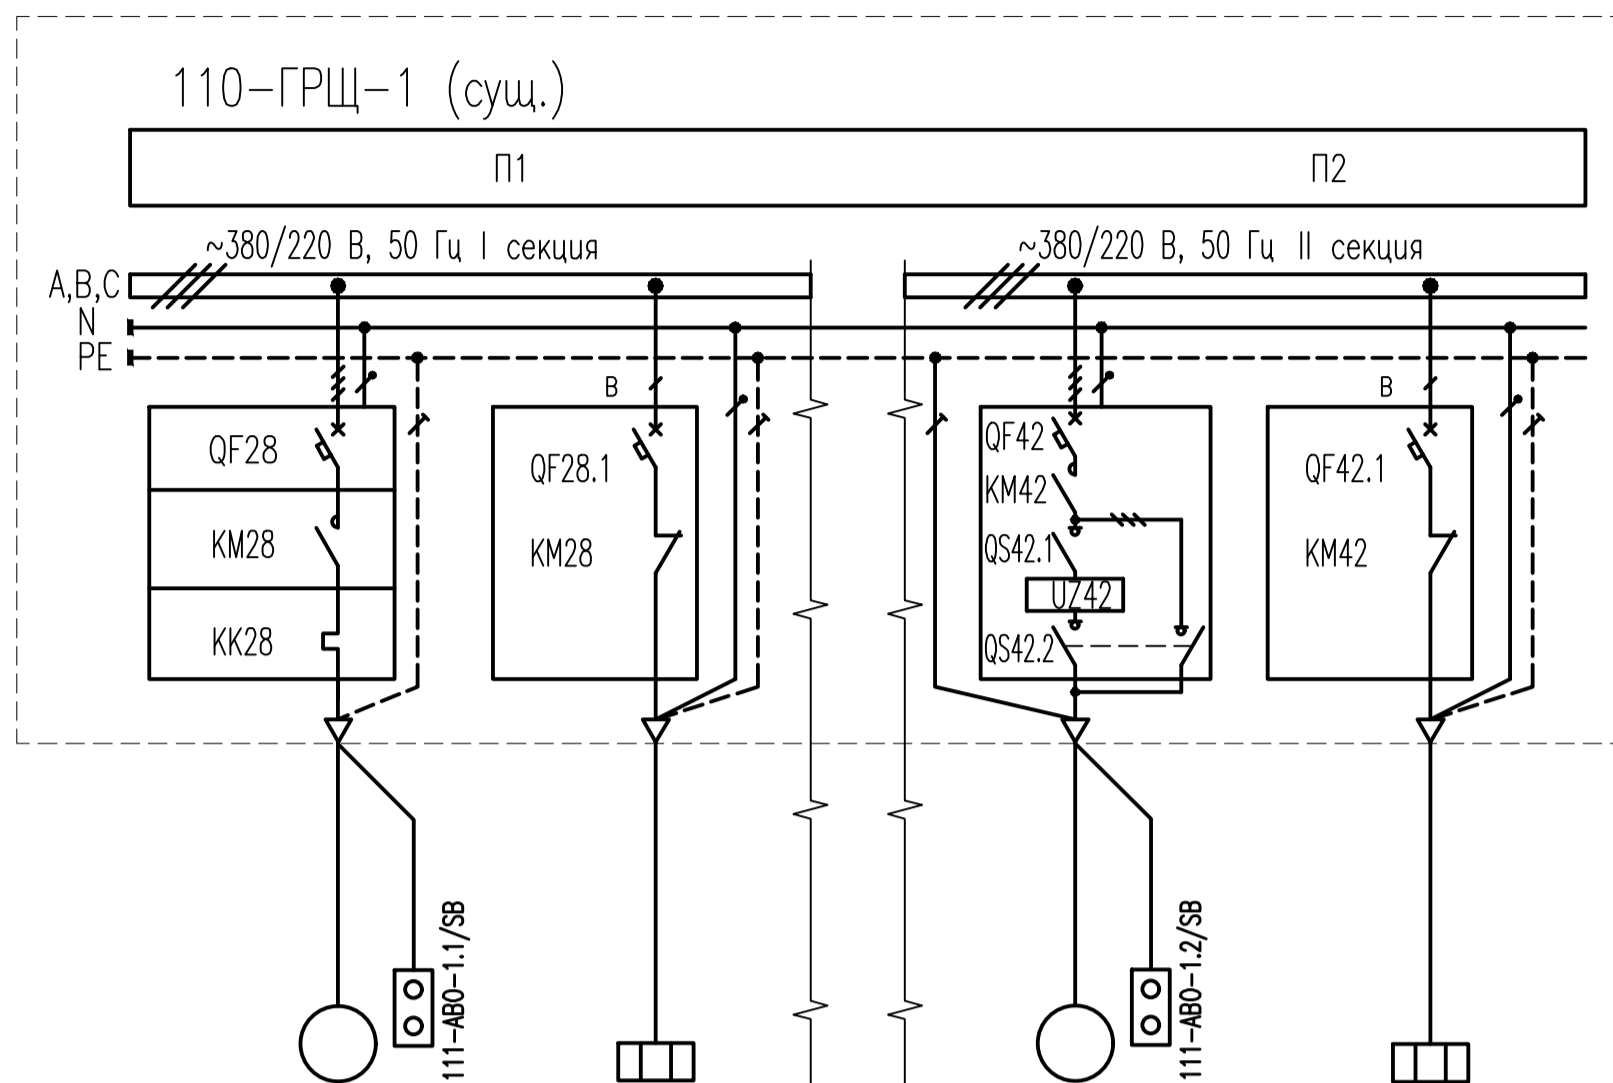 110-ГРЩ-1 (сущ.)
П1
П2
~380/220 В, 50 Гц I секция
~380/220 В, 50 Гц II секция
A,B,C
N
PE
B
B
QF28
KM28
KK28
QF28.1
KM28
QF42
KM42
QS42.1
UZ42
QS42.2
QF42.1
KM42
111-АВО-1.1/SB
111-АВО-1.2/SB